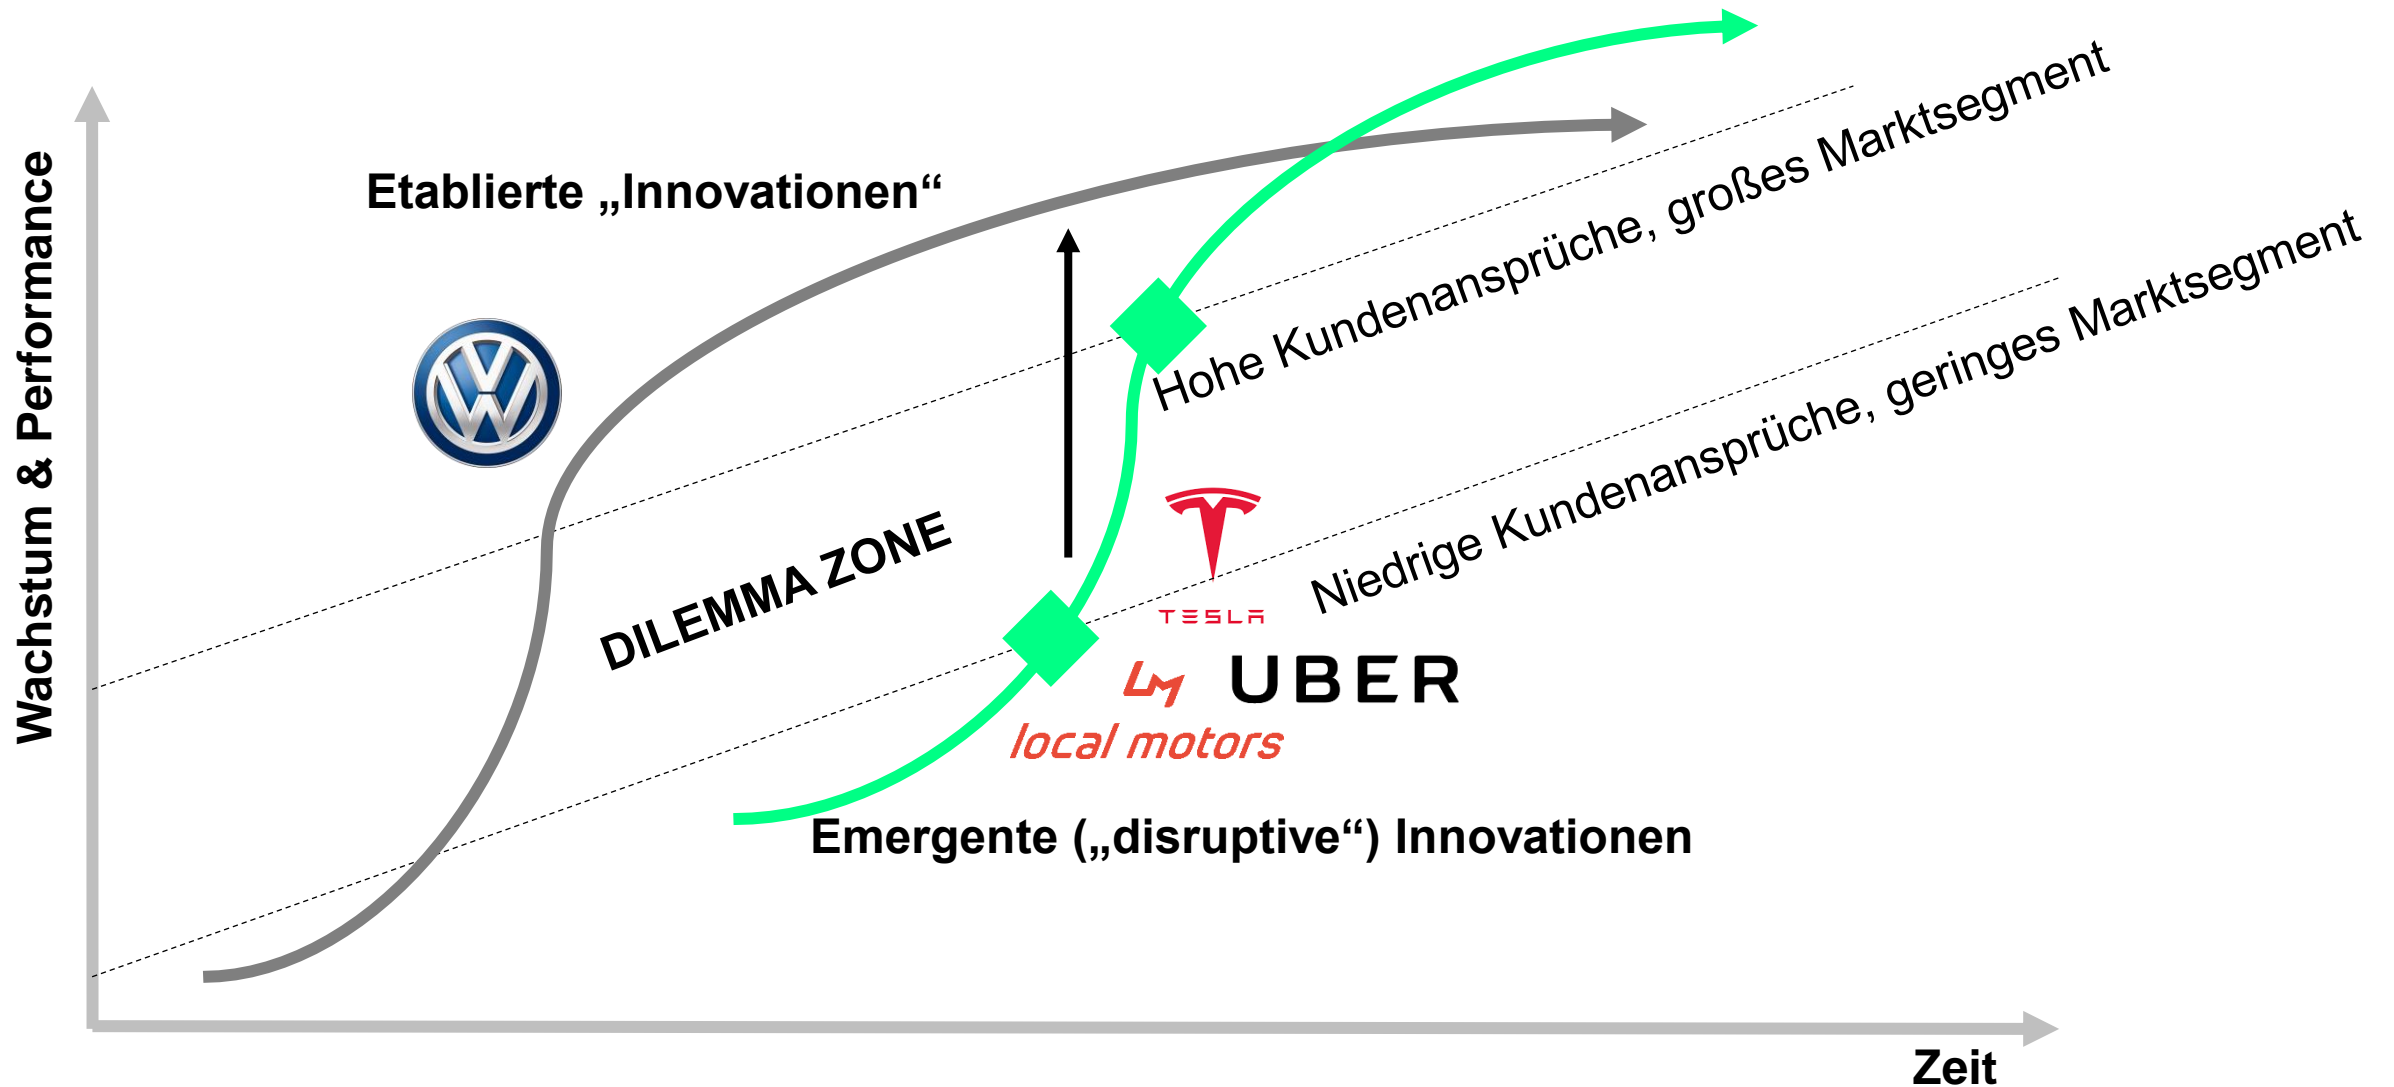 Wachstum & Performance
Etablierte „Innovationen“
Hohe Kundenansprüche, großes Marktsegment
Niedrige Kundenansprüche, geringes Marktsegment
DILEMMA ZONE
TESLA
UBER
local motors
Emergente („disruptive“) Innovationen
Zeit